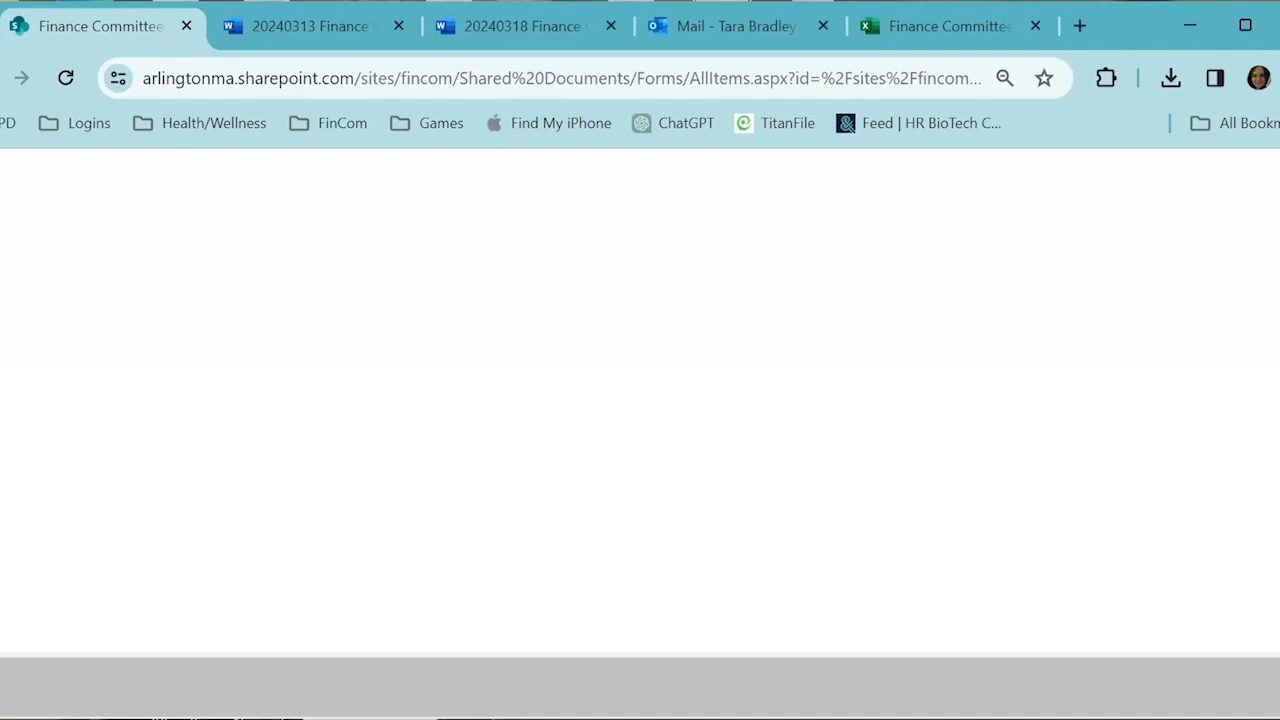 Finance Committee 20240313 Finance 20240318 Finance Mail - Tara Bradley Finance Committee
arlingtonma.sharepoint.com/sites/fincom/Shared%20Documents/Forms/AllItems.aspx?id=%2Fsites%2Ffincom...
PD Logins Health/Wellness FinCom Games Find My iPhone ChatGPT TitanFile Feed | HR BioTech C... All Bookm